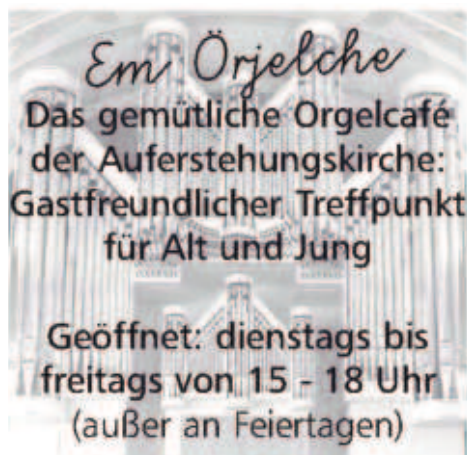 Em Örjelche
Das gemütliche Orgelcafé
der Auferstehungskirche:
Gastfreundlicher Treffpunkt
für Alt und Jung
Geöffnet: dienstags bis
freitags von 15 - 18 Uhr
(außer an Feiertagen)